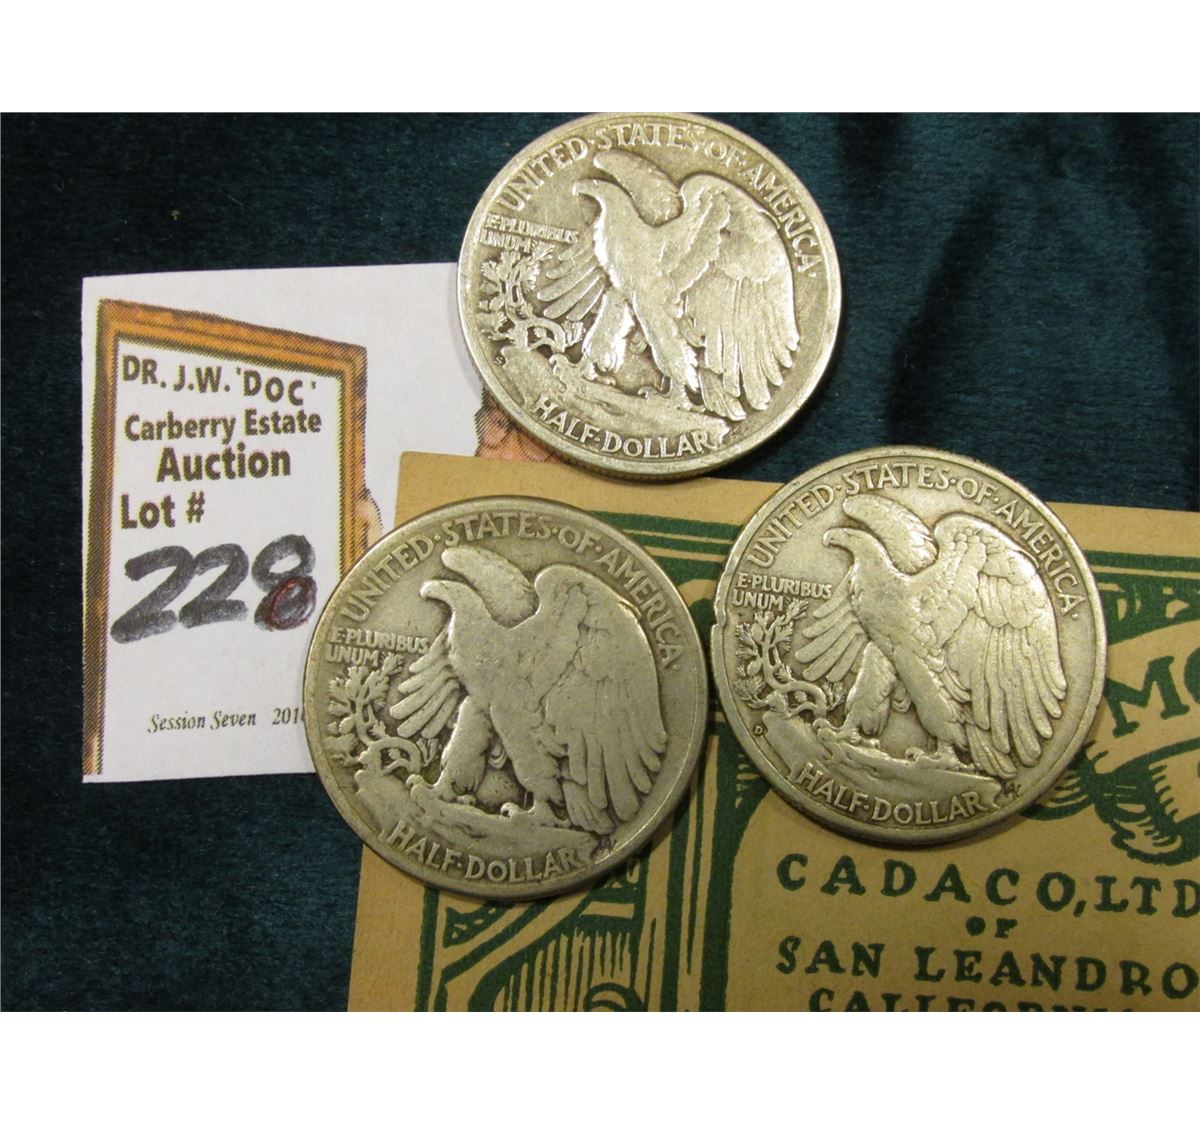 UNITED·STATES·OF·AMERICA·
E·PLURIBUS
UNUM
S
HALF·DOLLAR
DR. J.W. 'DOC'
Carberry Estate
Auction
Lot #
228
Session Seven 201
UNITED·STATES·OF·AMERICA·
E·PLURIBUS
UNUM
HALF·DOLLAR
UNITED·STATES·OF·AMERICA·
E·PLURIBUS
UNUM
D
HALF·DOLLAR
CADACO, LTD
OF
SAN LEANDRO
CALIFORNIA